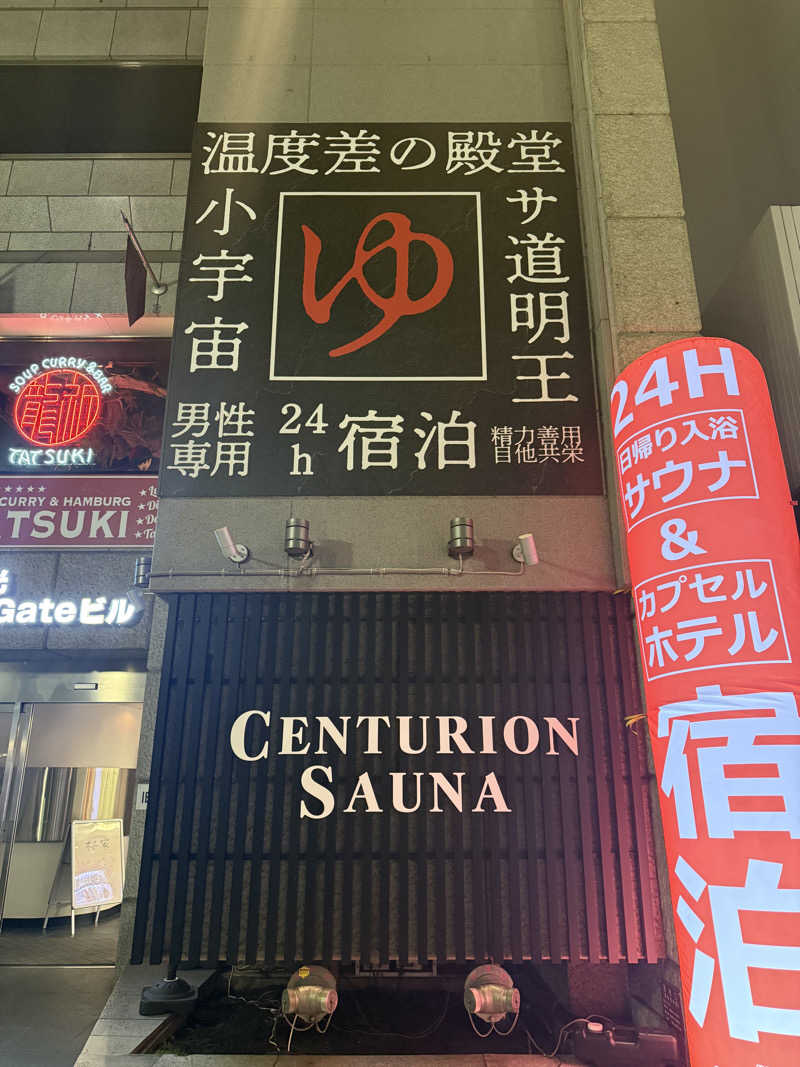 温度差の殿堂
小宇宙
ゆ
サ道明王
男性
専用
24
h
宿泊
精力善用
自他共栄
SOUP CURRY & BAR
龍神
TATSUKI
CURRY & HAMBURG
TSUKI
Gateビル
CENTURION
SAUNA
24H
日帰り入浴
サウナ
&
カプセル
ホテル
宿泊